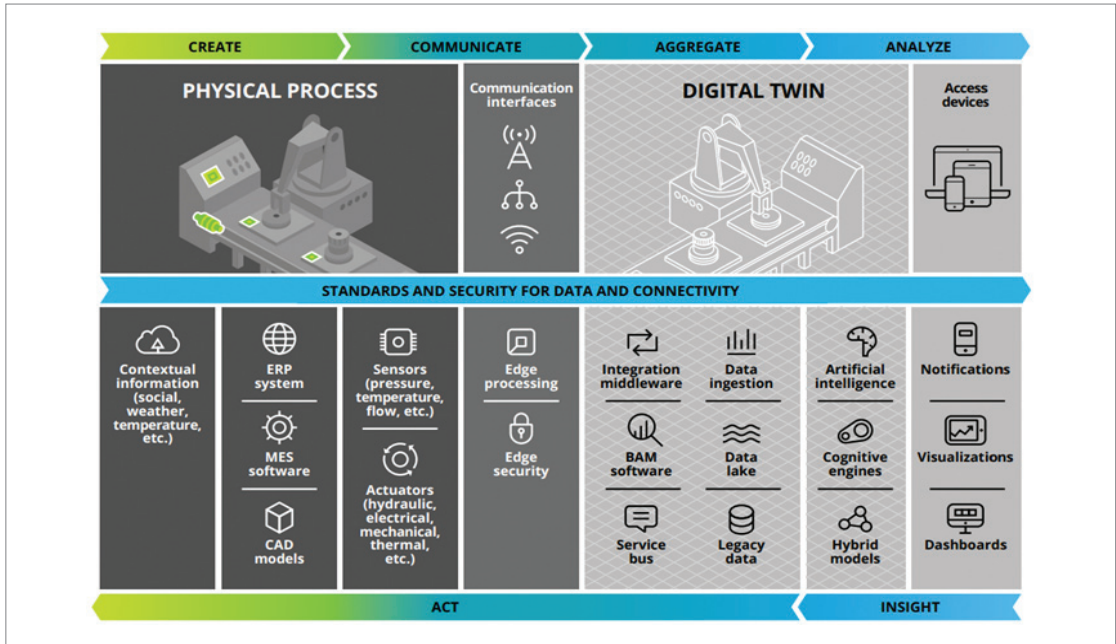 CREATE
COMMUNICATE
AGGREGATE
ANALYZE
PHYSICAL PROCESS
Communication
interfaces
DIGITAL TWIN
Access
devices
STANDARDS AND SECURITY FOR DATA AND CONNECTIVITY
Contextual
information
(social,
weather,
temperature,
etc.)
ERP
system
MES
software
CAD
models
Sensors
(pressure,
temperature,
flow, etc.)
Actuators
(hydraulic,
electrical,
mechanical,
thermal,
etc.)
Edge
processing
Edge
security
Integration
middleware
BAM
software
Service
bus
Data
ingestion
Data
lake
Legacy
data
Artificial
intelligence
Cognitive
engines
Hybrid
models
Notifications
Visualizations
Dashboards
ACT
INSIGHT